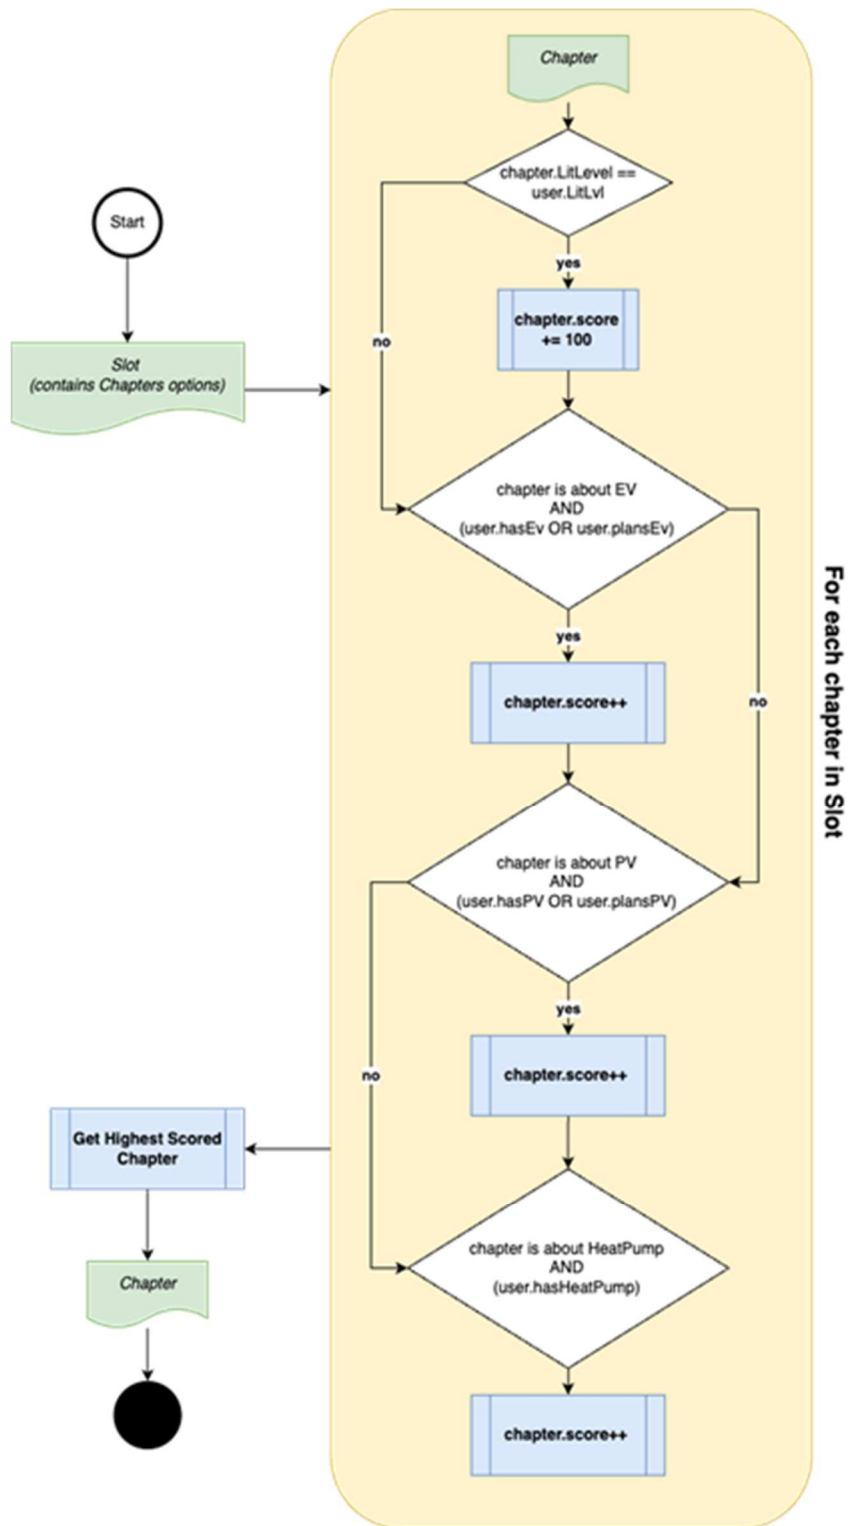 Start
Slot
(contains Chapters options)
Chapter
chapter.LitLevel ==
user.LitLvl
yes
no
chapter.score
+= 100
chapter is about EV
AND
(user.hasEv OR user.plansEv)
yes
no
chapter.score++
chapter is about PV
AND
(user.hasPV OR user.plansPV)
yes
no
chapter.score++
chapter is about HeatPump
AND
(user.hasHeatPump)
chapter.score++
For each chapter in Slot
Get Highest Scored
Chapter
Chapter